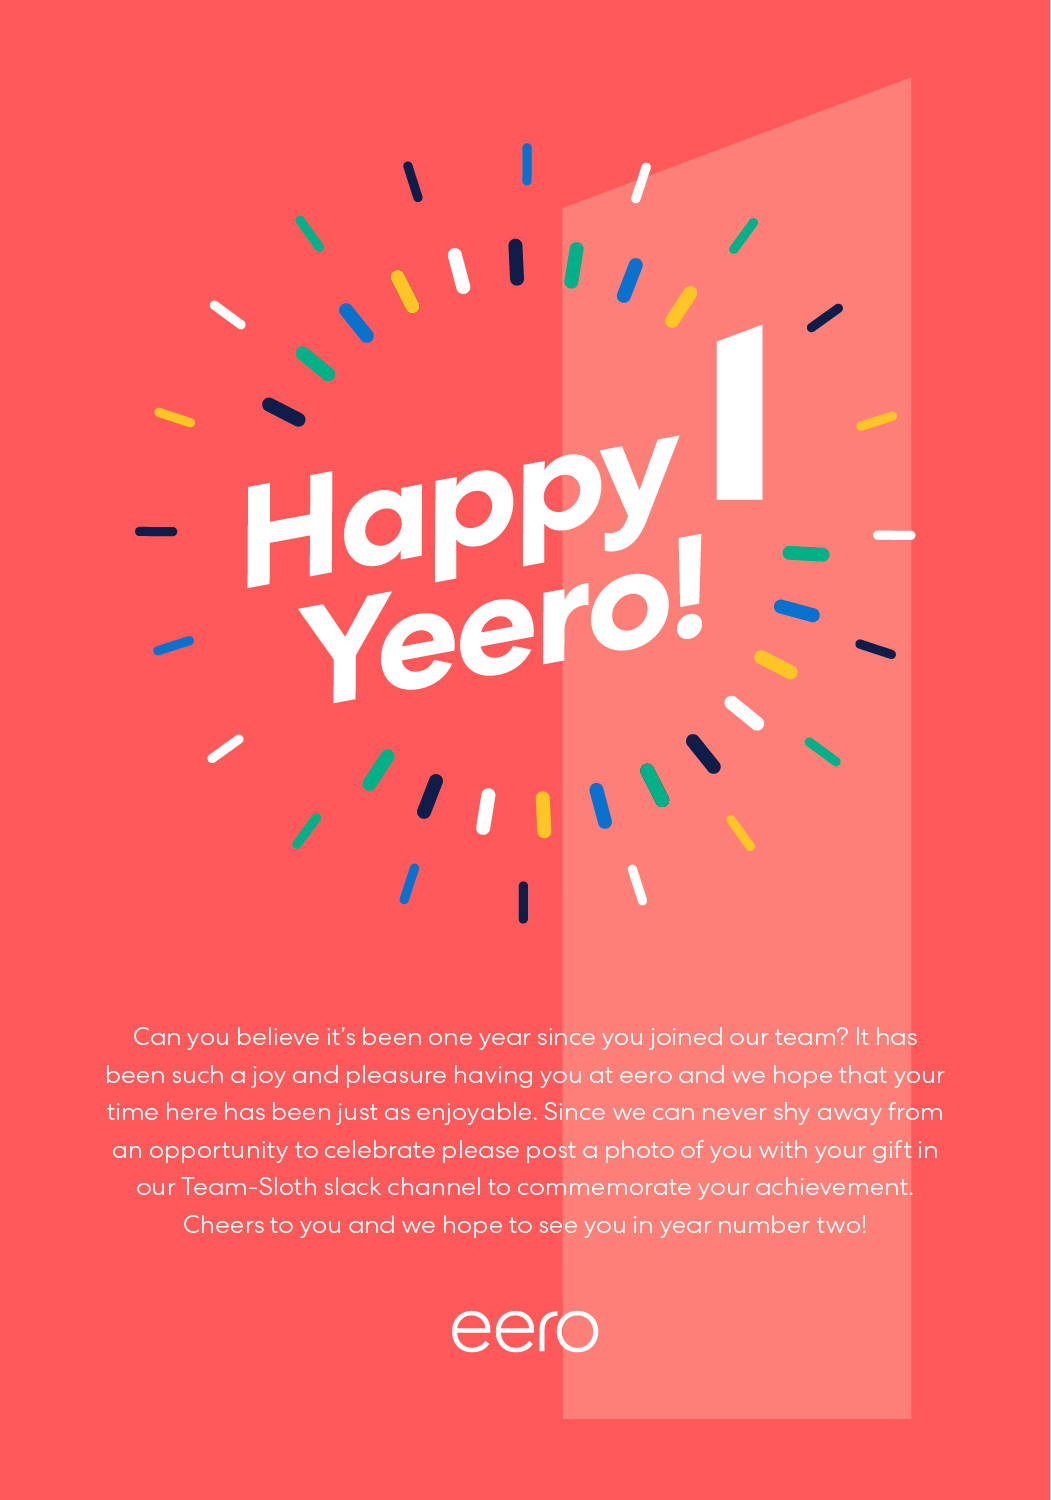 Happy 1
Yeero!
Can you believe it’s been one year since you joined our team? It has
been such a joy and pleasure having you at eero and we hope that your
time here has been just as enjoyable. Since we can never shy away from
an opportunity to celebrate please post a photo of you with your gift in
our Team-Sloth slack channel to commemorate your achievement.
Cheers to you and we hope to see you in year number two!
eero